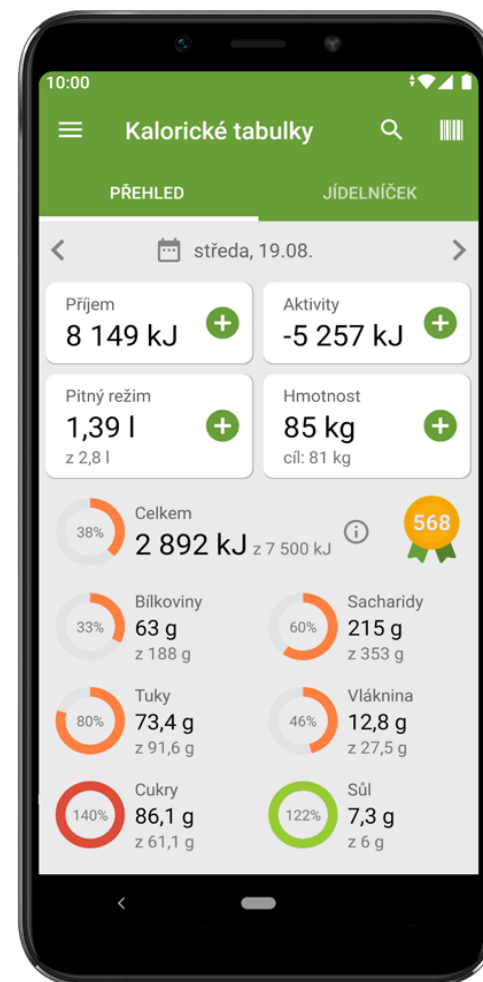 10:00
Kalorické tabulky
PŘEHLED
JÍDELNÍČEK
středa, 19.08.
Příjem
8 149 kJ
Aktivity
-5 257 kJ
Pitný režim
1,39 l
z 2,8 l
Hmotnost
85 kg
cíl: 81 kg
38%
Celkem
2 892 kJ z 7 500 kJ
568
33%
Bílkoviny
63 g
z 188 g
60%
Sacharidy
215 g
z 353 g
80%
Tuky
73,4 g
z 91,6 g
46%
Vláknina
12,8 g
z 27,5 g
140%
Cukry
86,1 g
z 61,1 g
122%
Sůl
7,3 g
z 6 g